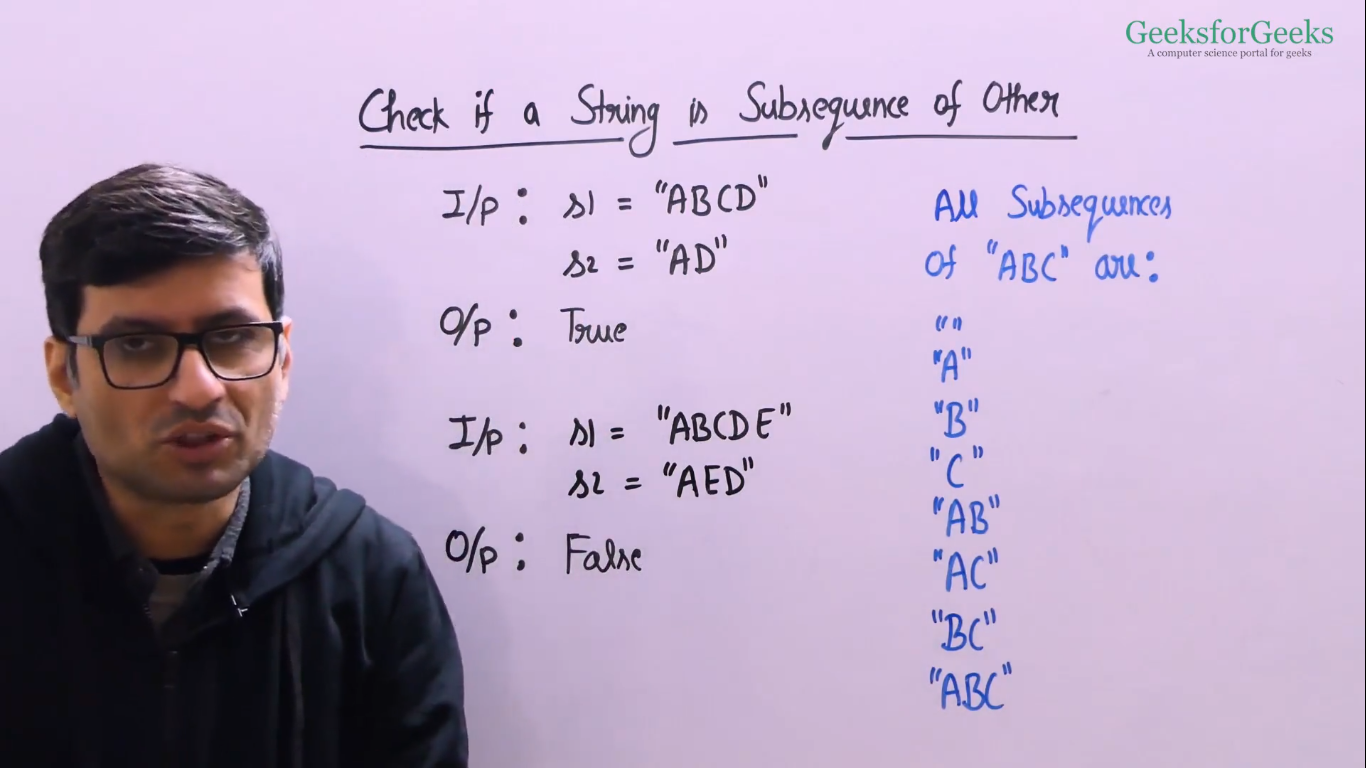 GeeksforGeeks
A computer science portal for geeks
Check if a String is Subsequence of Other
I/p : s1 = "ABCD"
s2 = "AD"
O/p : True
I/p : s1 = "ABCDE"
s2 = "AED"
O/p : False
All Subsequences
Of "ABC" are:
""
"A"
"B"
"C"
"AB"
"AC"
"BC"
"ABC"